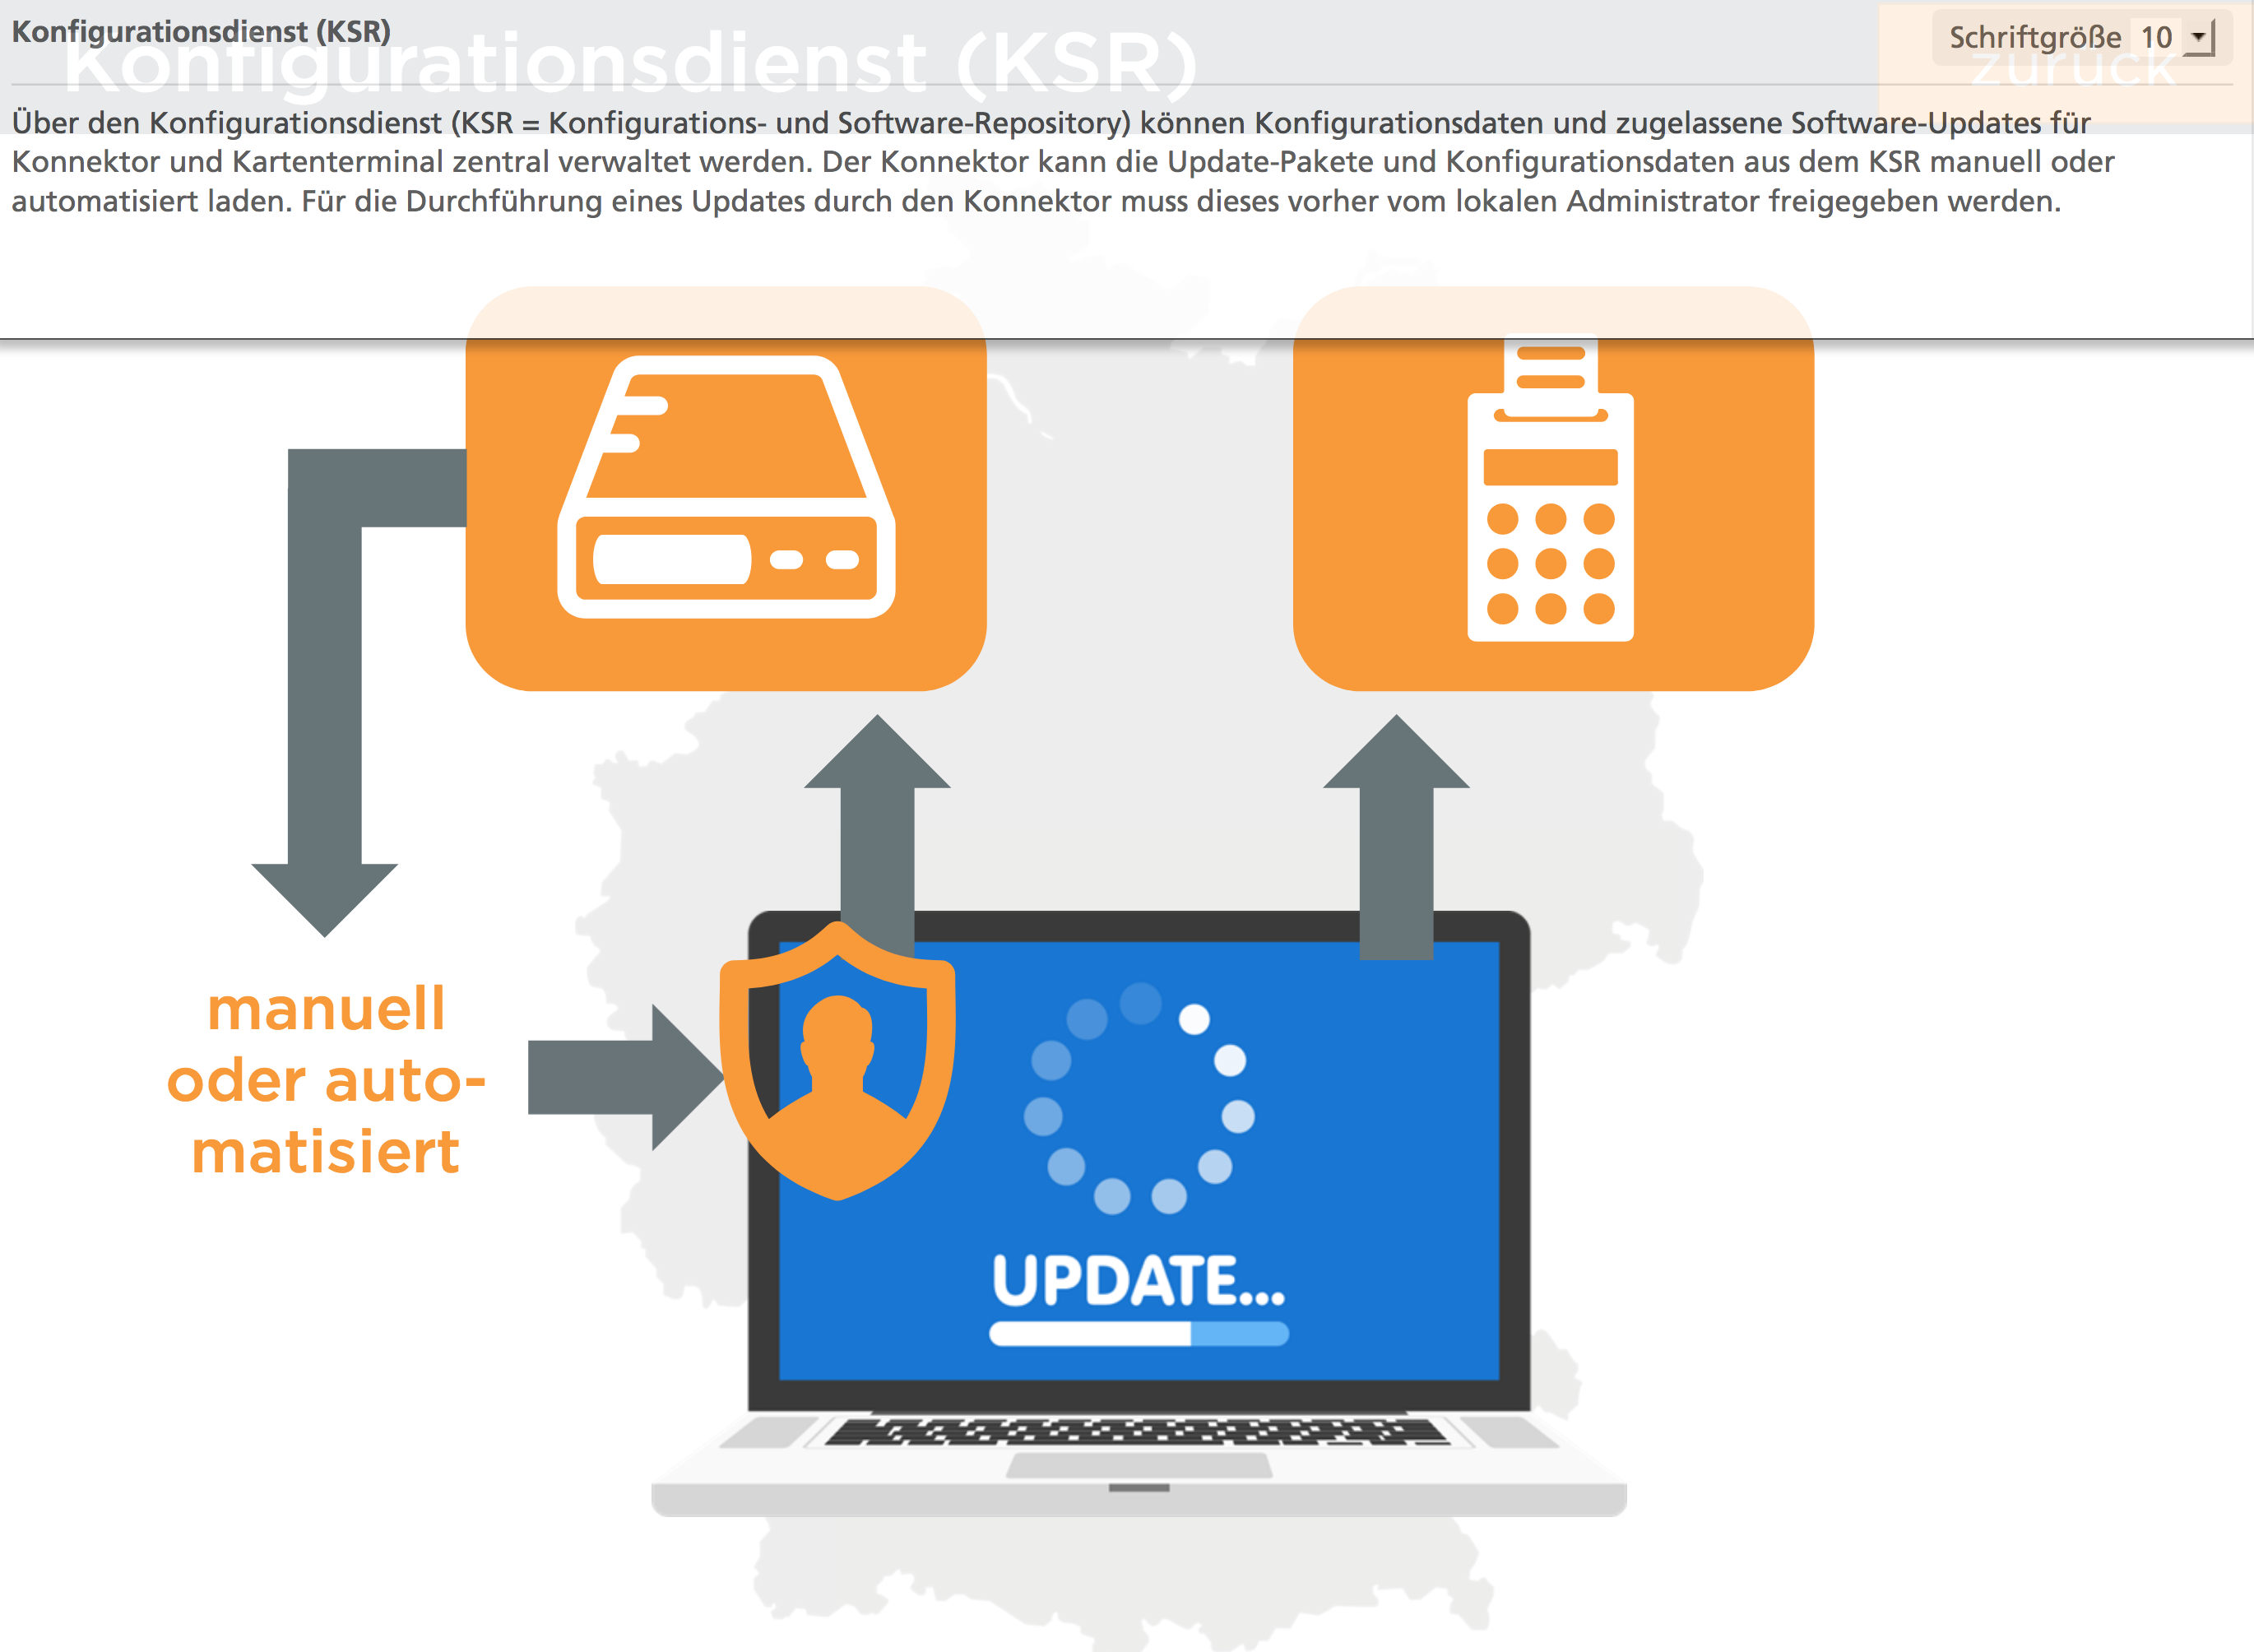 Konfigurationsdienst (KSR)
Schriftgröße 10
Konfigurationsdienst (KSR)
zurück
Über den Konfigurationsdienst (KSR = Konfigurations- und Software-Repository) können Konfigurationsdaten und zugelassene Software-Updates für
Konnektor und Kartenterminal zentral verwaltet werden. Der Konnektor kann die Update-Pakete und Konfigurationsdaten aus dem KSR manuell oder
automatisiert laden. Für die Durchführung eines Updates durch den Konnektor muss dieses vorher vom lokalen Administrator freigegeben werden.
manuell
oder auto-
matisiert
UPDATE...